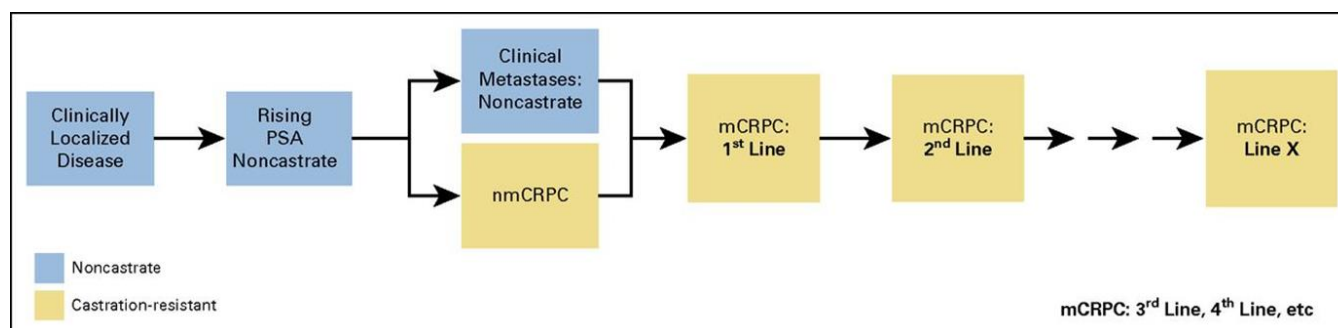 Clinically
Localized
Disease
Rising
PSA
Noncastrate
Clinical
Metastases:
Noncastrate
nmCRPC
mCRPC:
1st Line
mCRPC:
2nd Line
mCRPC:
Line X
Noncastrate
Castration-resistant
mCRPC: 3rd Line, 4th Line, etc